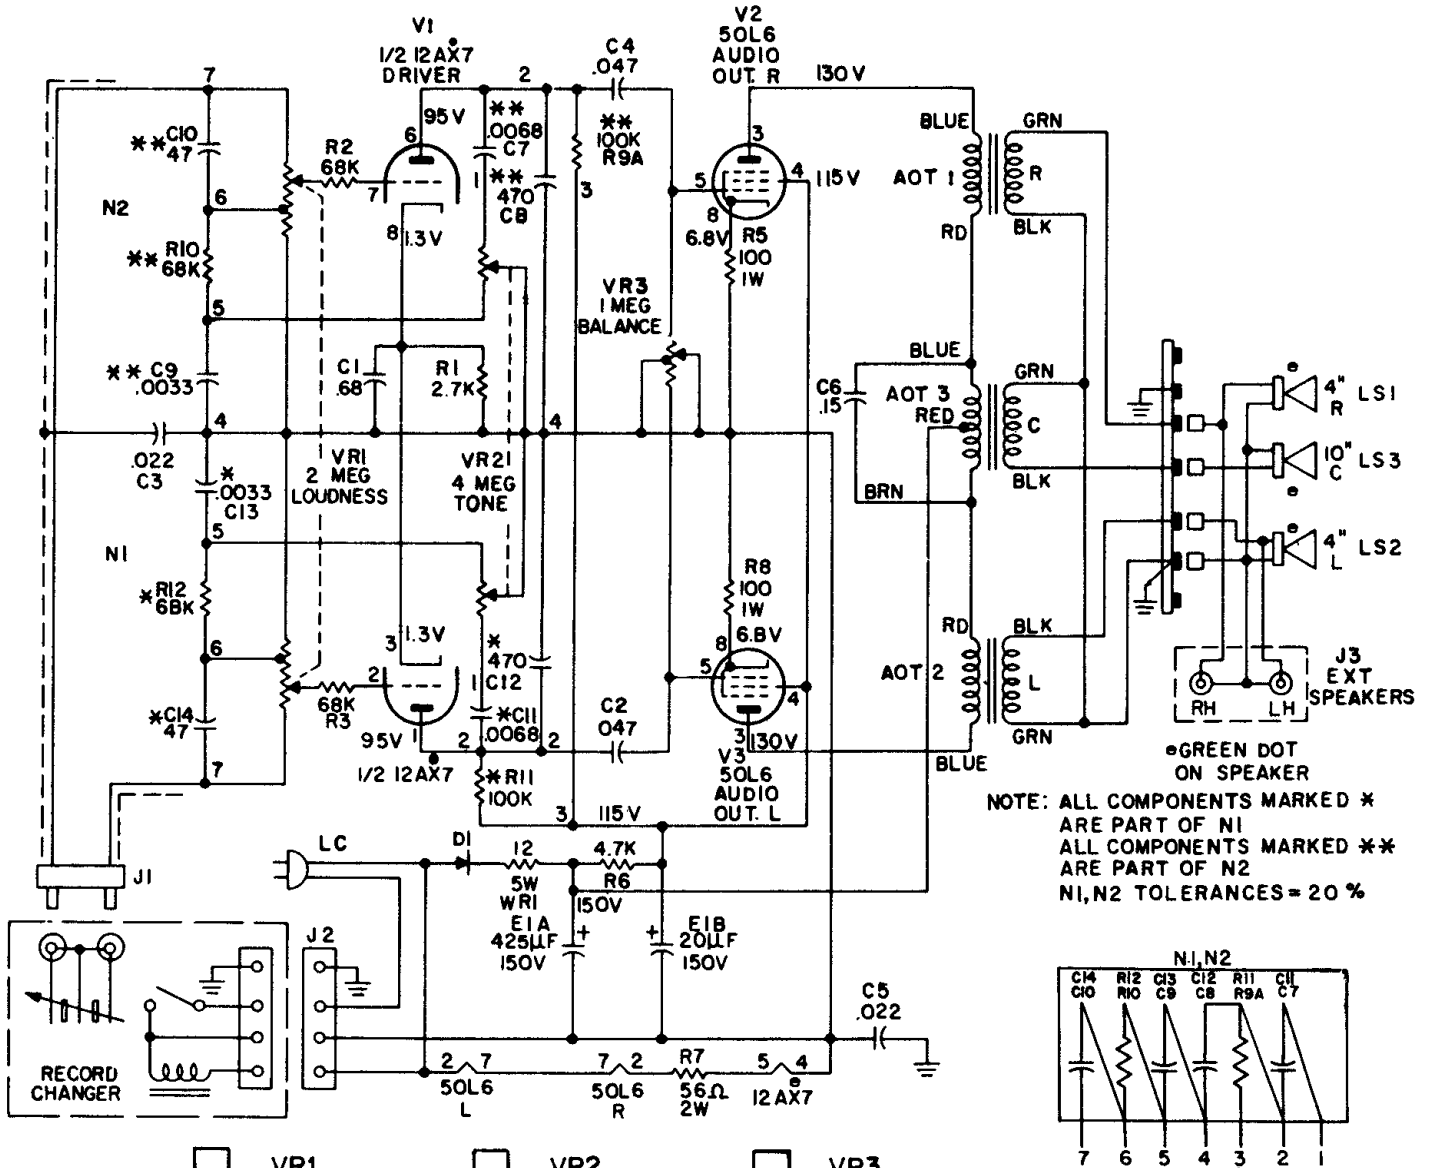 V1
1/2 12AX7
DRIVER
95V
6
7
8
1.3V
R2
68K
7
**C10
47
6
N2
**R10
68K
5
**C9
.0033
4
.022
C3
*
.0033
C13
5
N1
*R12
68K
6
*C14
47
7
VR1
2 MEG
LOUDNESS
C1
.68
R1
2.7K
2
**
.0068
C7
1
**
470
C8
C4
.047
**
100K
R9A
3
VR3
1 MEG
BALANCE
4
VR2
4 MEG
TONE
V2
50L6
AUDIO
OUT. R
130V
3
5
4
115V
8
6.8V
R5
100
1W
R8
100
1W
6.8V
8
5
4
3
130V
V3
50L6
AUDIO
OUT. L
68K
R3
2
3
1.3V
95V
1
1/2 12AX7
*
470
C12
1
*C11
.0068
2
2
*R11
100K
C2
047
3
115V
BLUE
AOT 1
RD
GRN
R
BLK
BLUE
C6
.15
AOT 3
RED
BRN
GRN
C
BLK
RD
AOT 2
BLUE
BLK
L
GRN
4"
R
LS1
10"
C
LS3
4"
L
LS2
J3
EXT
SPEAKERS
RH
LH
GREEN DOT
ON SPEAKER
NOTE: ALL COMPONENTS MARKED *
ARE PART OF N1
ALL COMPONENTS MARKED **
ARE PART OF N2
N1,N2 TOLERANCES=20 %
J1
LC
D1
12
5W
WR1
4.7K
R6
150V
E1A
425µF
150V
+
E1B
20µF
150V
+
C5
.022
J2
RECORD
CHANGER
2
7
50L6
L
7
2
50L6
R
R7
56Ω
2W
5
4
e
12AX7
N1,N2
C14
C10
R12
R10
C13
C9
C12
C8
R11
R9A
C11
C7
7 6 5 4 3 2 1
VR1
VR2
VR3